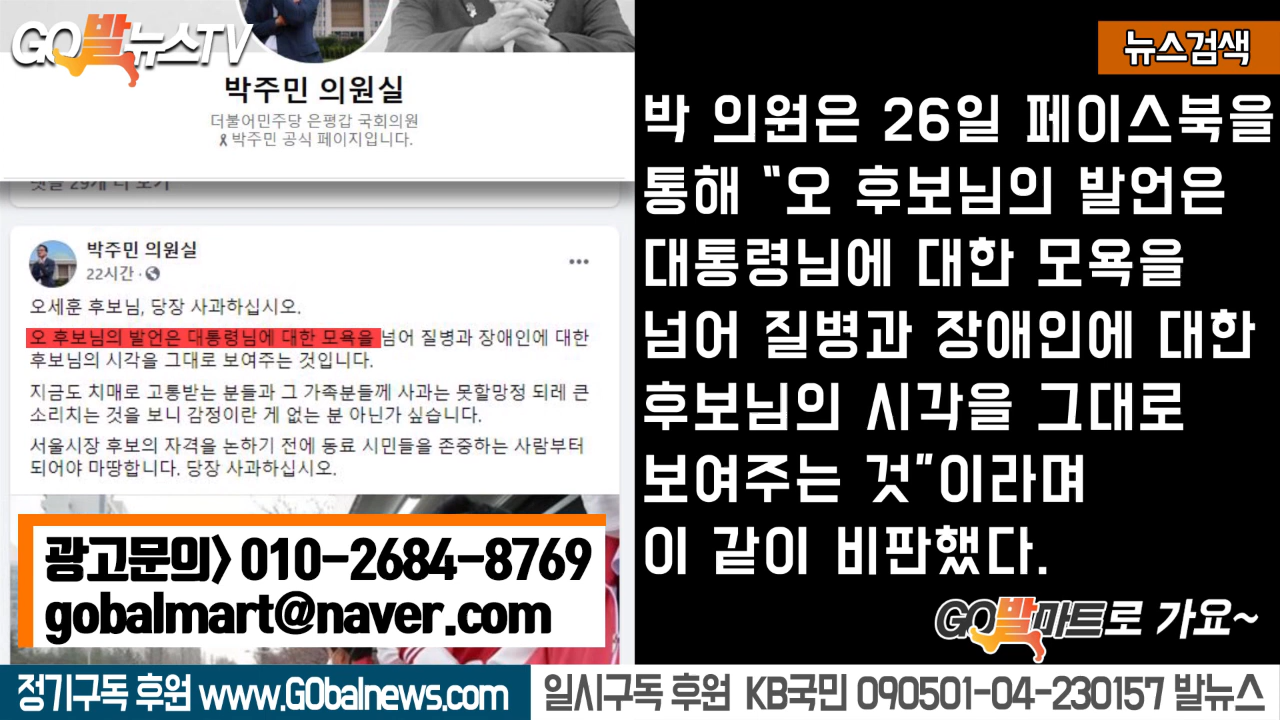 GO발뉴스TV
박주민 의원실
더불어민주당 은평갑 국회의원
박주민 공식 페이지입니다.
댓글 29개 더 보기
박주민 의원실
22시간
오세훈 후보님, 당장 사과하십시오.
오 후보님의 발언은 대통령님에 대한 모욕을 넘어 질병과 장애인에 대한
후보님의 시각을 그대로 보여주는 것입니다.
지금도 치매로 고통받는 분들과 그 가족분들께 사과는 못할망정 되레 큰
소리치는 것을 보니 감정이란 게 없는 분 아닌가 싶습니다.
서울시장 후보의 자격을 논하기 전에 동료 시민들을 존중하는 사람부터
되어야 마땅합니다. 당장 사과하십시오.
광고문의> 010-2684-8769
gobalmart@naver.com
뉴스검색
박 의원은 26일 페이스북을
통해 "오 후보님의 발언은
대통령님에 대한 모욕을
넘어 질병과 장애인에 대한
후보님의 시각을 그대로
보여주는 것"이라며
이 같이 비판했다.
GO발마트로 가요~
정기구독 후원 www.GObalnews.com
일시구독 후원 KB국민 090501-04-230157 발뉴스